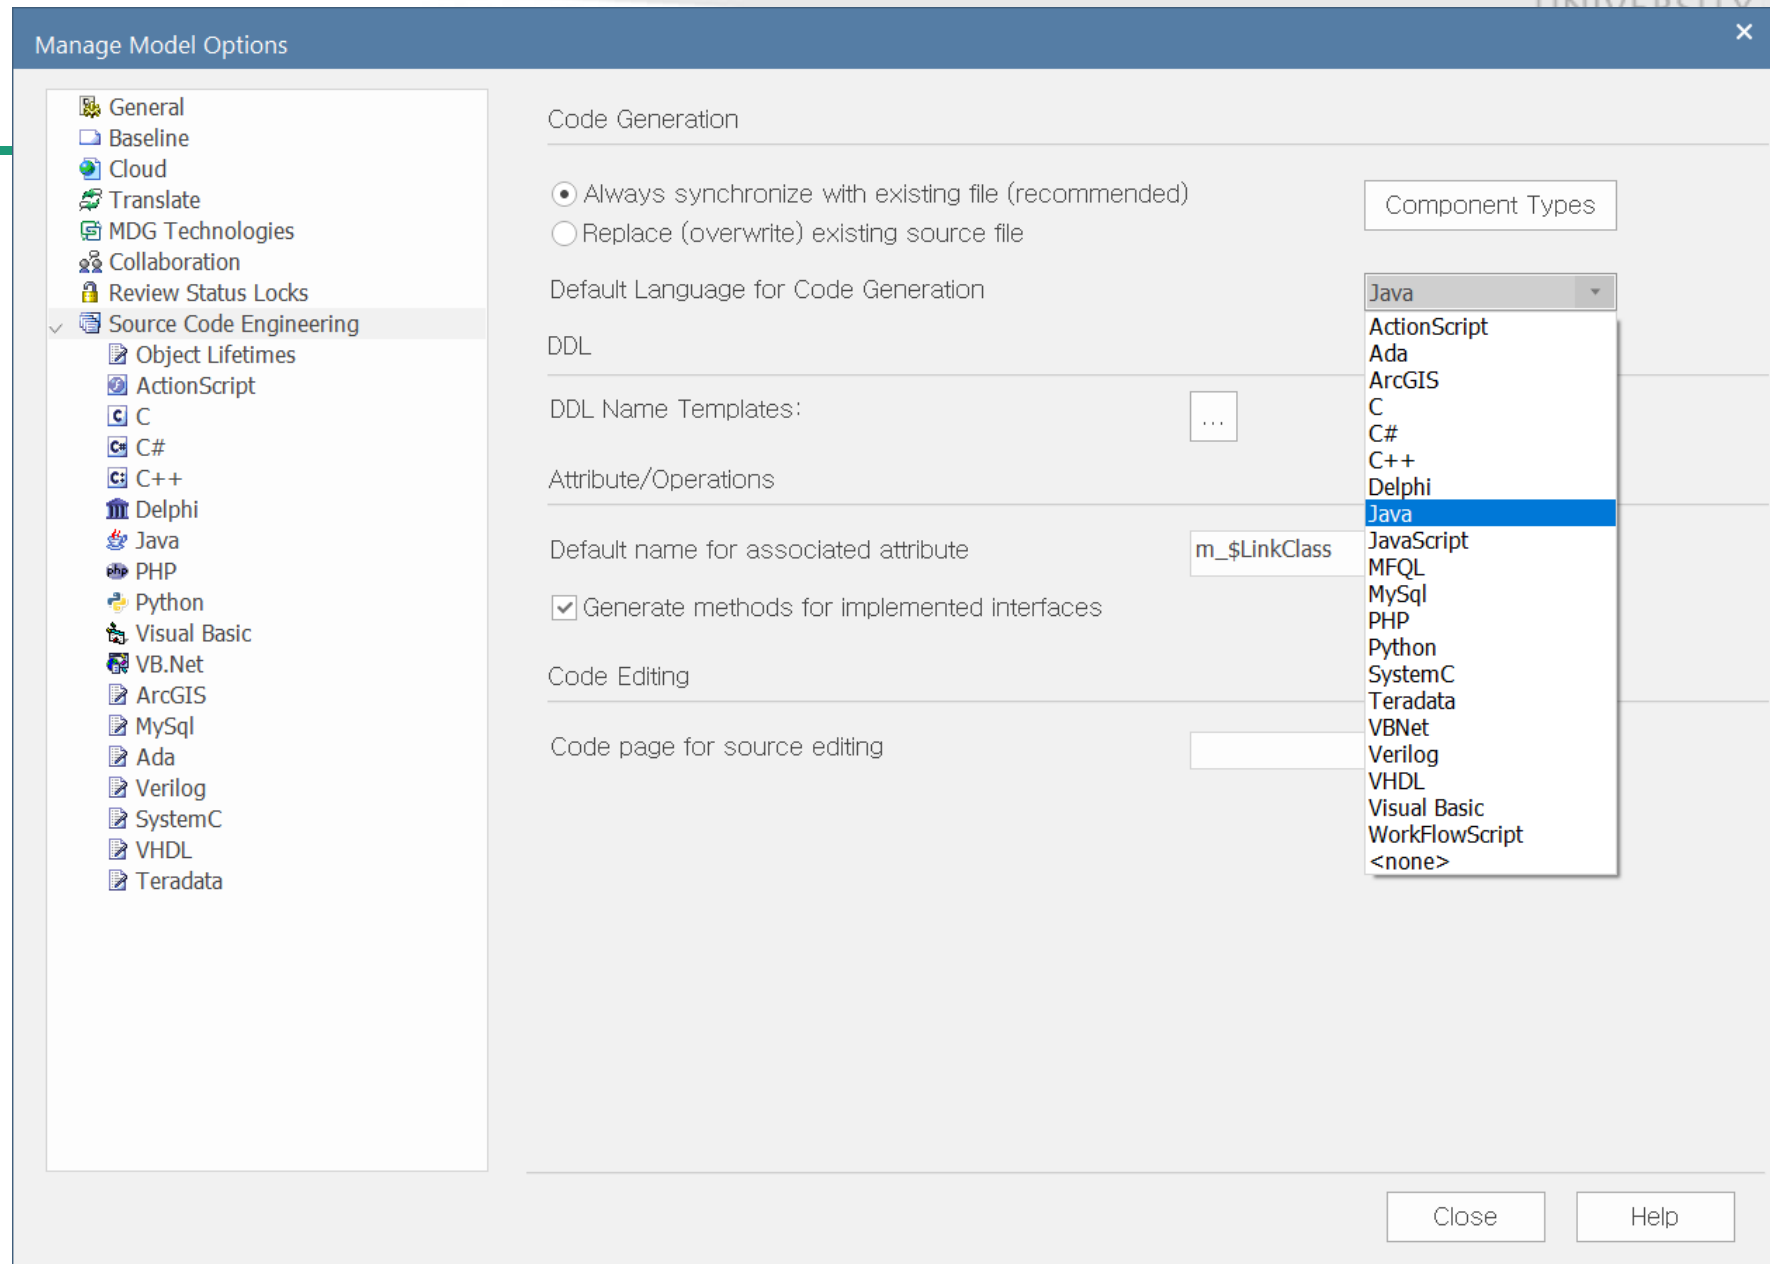 UNIVERSITY
Manage Model Options
General
Baseline
Cloud
Translate
MDG Technologies
Collaboration
Review Status Locks
Source Code Engineering
Object Lifetimes
ActionScript
C
C#
C++
Delphi
Java
PHP
Python
Visual Basic
VB.Net
ArcGIS
MySql
Ada
Verilog
SystemC
VHDL
Teradata
Code Generation
Always synchronize with existing file (recommended)
Replace (overwrite) existing source file
Component Types
Default Language for Code Generation
Java
ActionScript
Ada
ArcGIS
C
C#
C++
Delphi
Java
JavaScript
MFQL
MySql
PHP
Python
SystemC
Teradata
VBNet
Verilog
VHDL
Visual Basic
WorkFlowScript
<none>
DDL
DDL Name Templates:
...
Attribute/Operations
Default name for associated attribute
m_$LinkClass
Generate methods for implemented interfaces
Code Editing
Code page for source editing
Close
Help